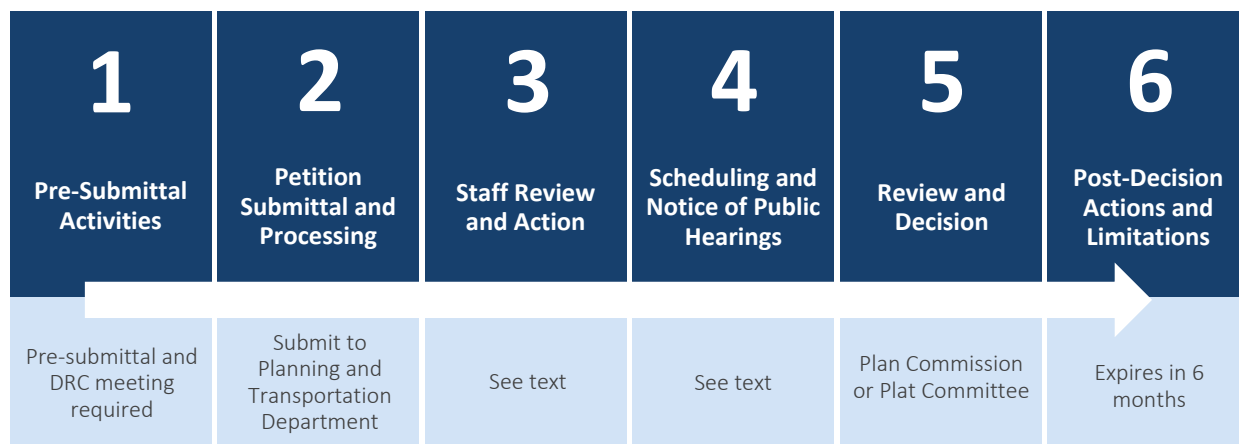 1
Pre-Submittal
Activities
2
Petition
Submittal and
Processing
3
Staff Review
and Action
4
Scheduling and
Notice of Public
Hearings
5
Review and
Decision
6
Post-Decision
Actions and
Limitations
Pre-submittal and
DRC meeting
required
Submit to
Planning and
Transportation
Department
See text
See text
Plan Commission
or Plat Committee
Expires in 6
months